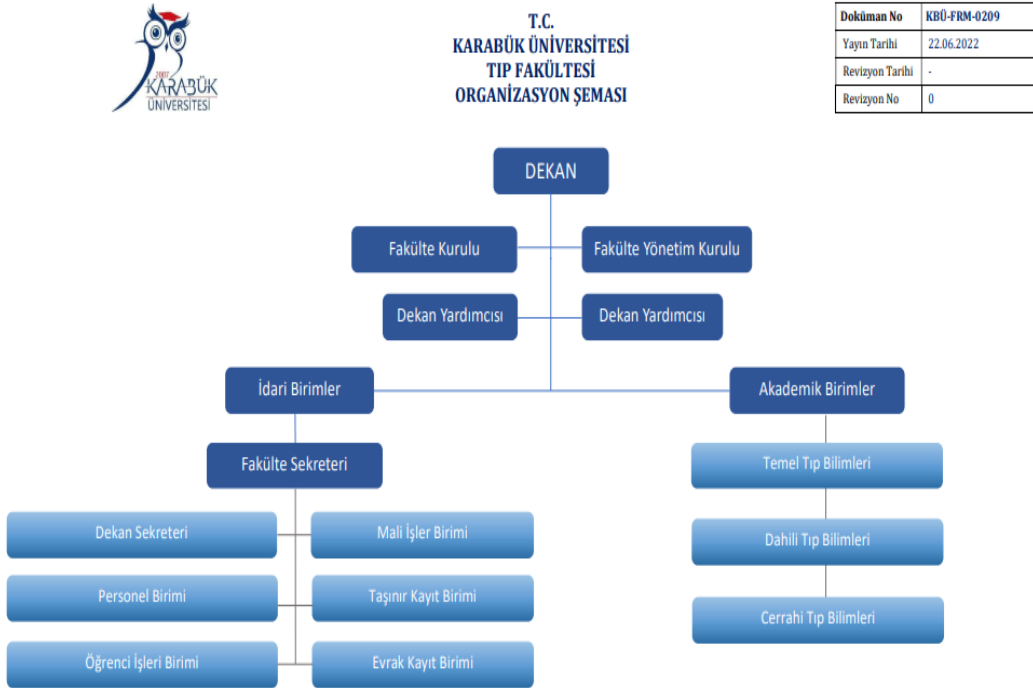 2007
KARABÜK
ÜNİVERSİTESİ
T.C.
KARABÜK ÜNİVERSİTESİ
TIP FAKÜLTESİ
ORGANİZASYON ŞEMASI
Doküman No KBÜ-FRM-0209
Yayın Tarihi 22.06.2022
Revizyon Tarihi -
Revizyon No 0
DEKAN
Fakülte Kurulu
Fakülte Yönetim Kurulu
Dekan Yardımcısı
Dekan Yardımcısı
İdari Birimler
Akademik Birimler
Fakülte Sekreteri
Temel Tıp Bilimleri
Dekan Sekreteri
Mali İşler Birimi
Dahili Tıp Bilimleri
Personel Birimi
Taşınır Kayıt Birimi
Cerrahi Tıp Bilimleri
Öğrenci İşleri Birimi
Evrak Kayıt Birimi